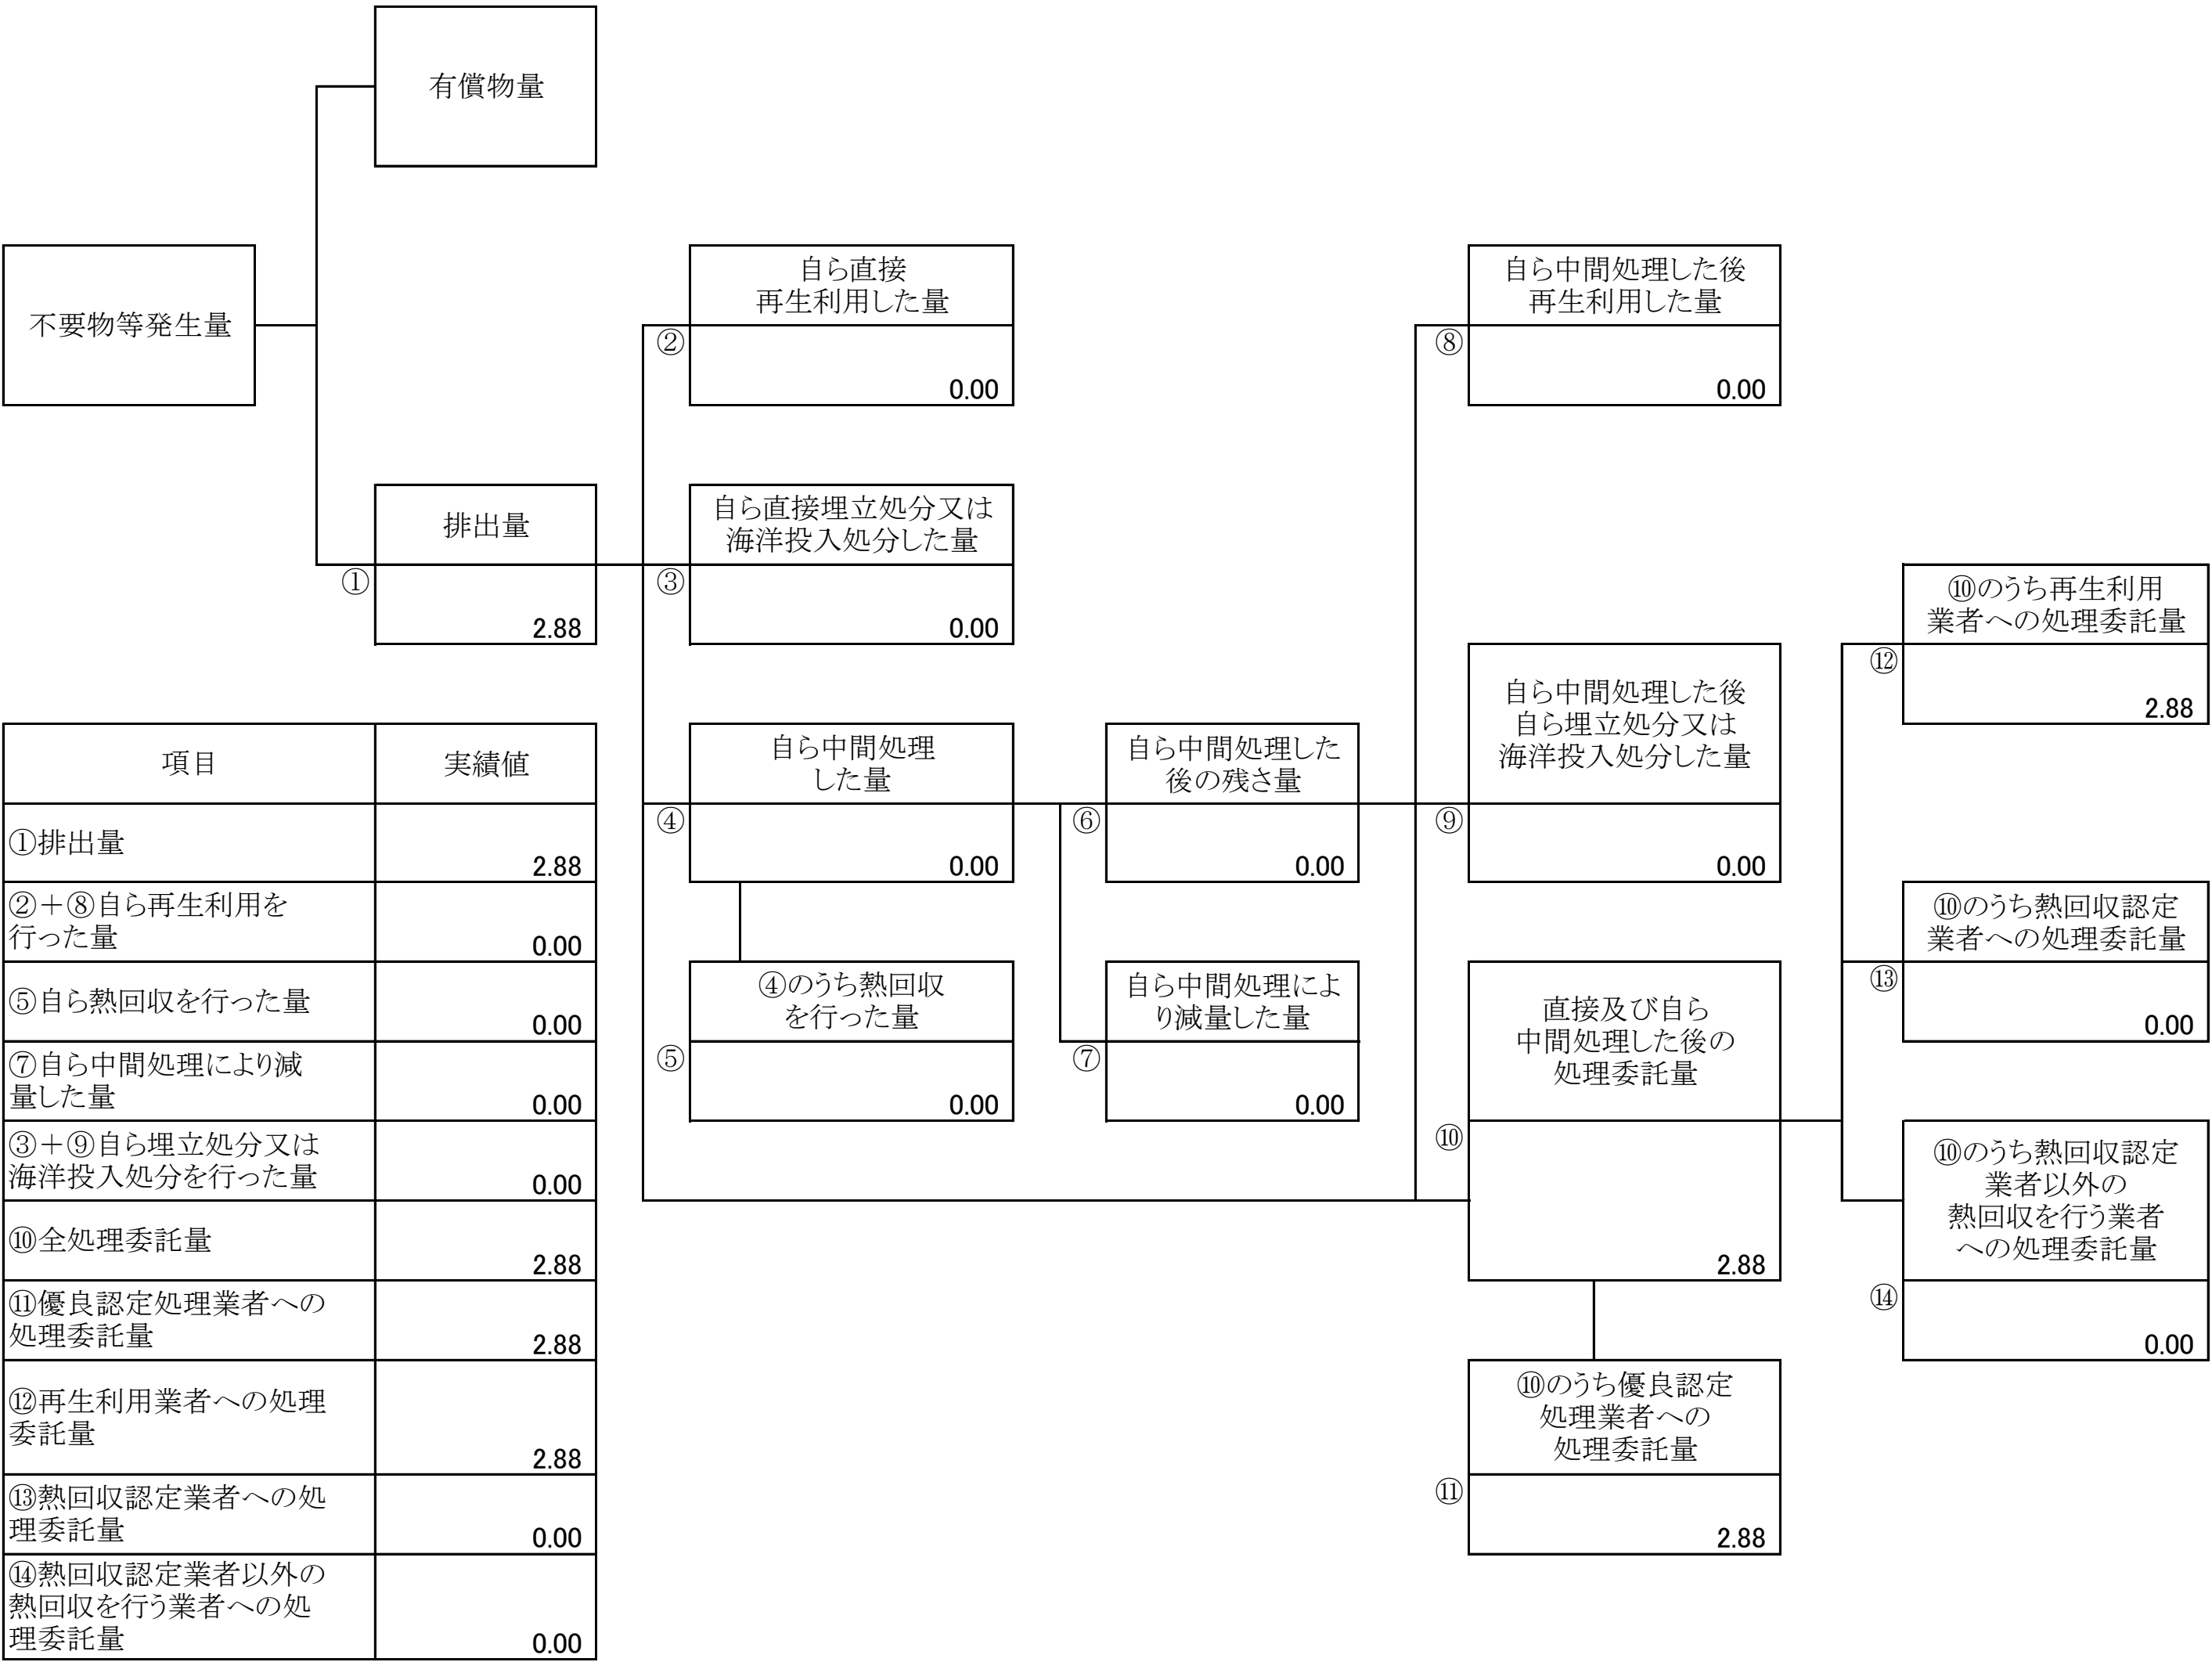 有償物量
不要物等発生量
排出量
①
2.88
自ら直接
再生利用した量
②
0.00
自ら直接埋立処分又は
海洋投入処分した量
③
0.00
自ら中間処理
した量
④
0.00
④のうち熱回収
を行った量
⑤
0.00
自ら中間処理した
後の残さ量
⑥
0.00
自ら中間処理によ
り減量した量
⑦
0.00
自ら中間処理した後
再生利用した量
⑧
0.00
自ら中間処理した後
自ら埋立処分又は
海洋投入処分した量
⑨
0.00
直接及び自ら
中間処理した後の
処理委託量
⑩
2.88
⑩のうち優良認定
処理業者への
処理委託量
⑪
2.88
⑩のうち再生利用
業者への処理委託量
⑫
2.88
⑩のうち熱回収認定
業者への処理委託量
⑬
0.00
⑩のうち熱回収認定
業者以外の
熱回収を行う業者
への処理委託量
⑭
0.00
項目 実績値
①排出量
2.88
②＋⑧自ら再生利用を
行った量
0.00
⑤自ら熱回収を行った量
0.00
⑦自ら中間処理により減
量した量
0.00
③＋⑨自ら埋立処分又は
海洋投入処分を行った量
0.00
⑩全処理委託量
2.88
⑪優良認定処理業者への
処理委託量
2.88
⑫再生利用業者への処理
委託量
2.88
⑬熱回収認定業者への処
理委託量
0.00
⑭熱回収認定業者以外の
熱回収を行う業者への処
理委託量
0.00